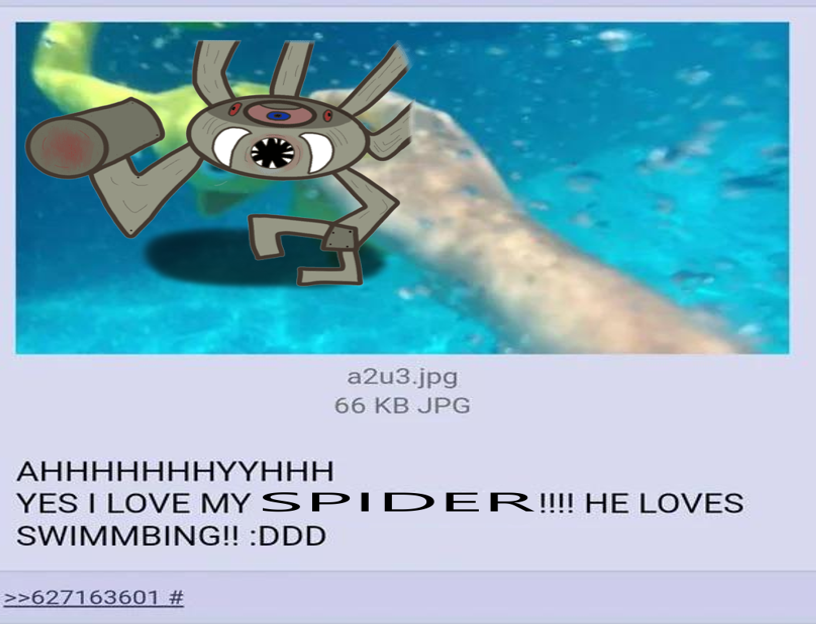 a2u3.jpg
66 KB JPG
AHHHHHHHYYHHH
YES I LOVE MY SPIDER!!!! HE LOVES
SWIMMBING!! :DDD
>>627163601 #